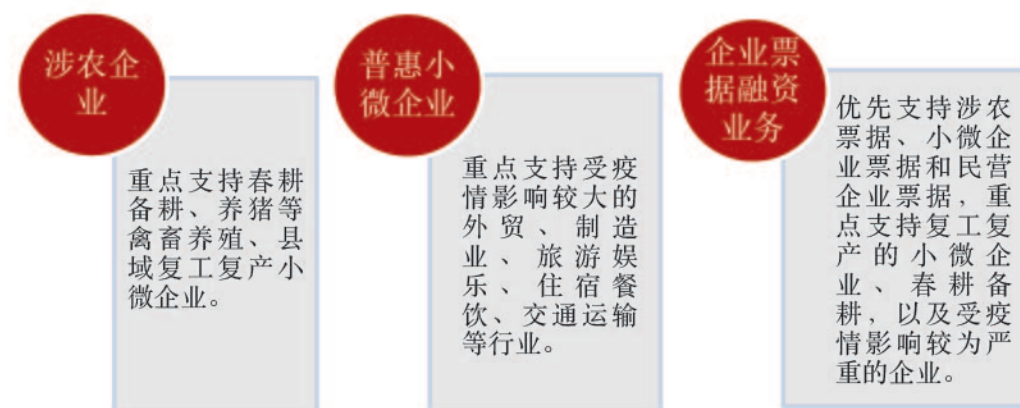 涉农企
业
重点支持春耕
备耕、养猪等
禽畜养殖、县
域复工复产小
微企业。
普惠小
微企业
重点支持受疫
情影响较大的
外贸、制造
业、旅游娱
乐、住宿餐
饮、交通运输
等行业。
企业票
据融资
业务
优先支持涉农
票据、小微企
业票据和民营
企业票据，重
点支持复工复
产的小微企
业、春耕备
耕，以及受疫
情影响较为严
重的企业。